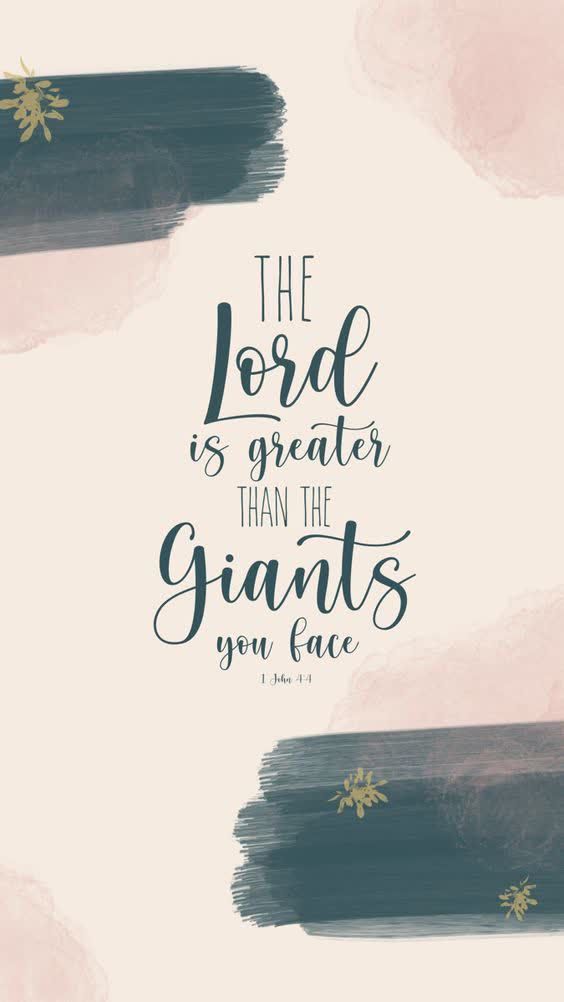 THE
Lord
is greater
THAN THE
Giants
you face
1 John 4:4